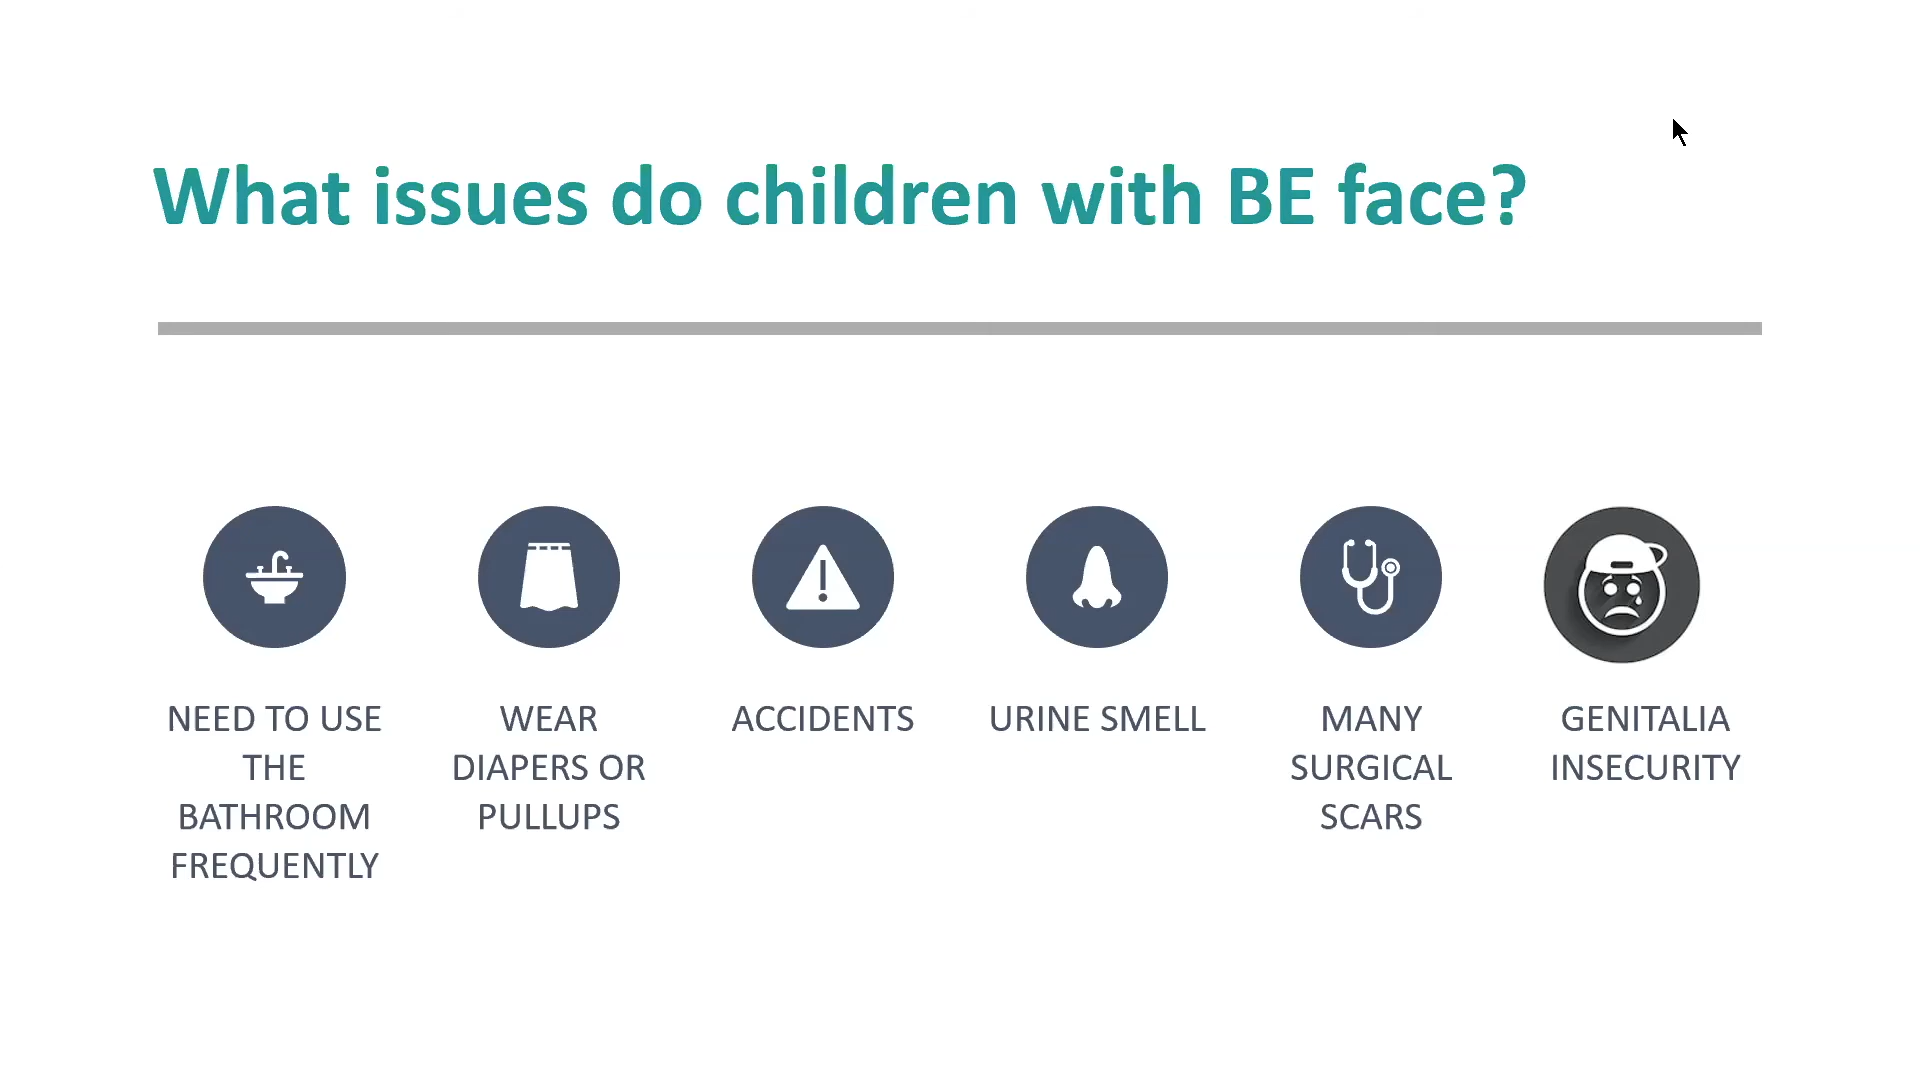 What issues do children with BE face?
NEED TO USE
THE
BATHROOM
FREQUENTLY
WEAR
DIAPERS OR
PULLUPS
ACCIDENTS
URINE SMELL
MANY
SURGICAL
SCARS
GENITALIA
INSECURITY